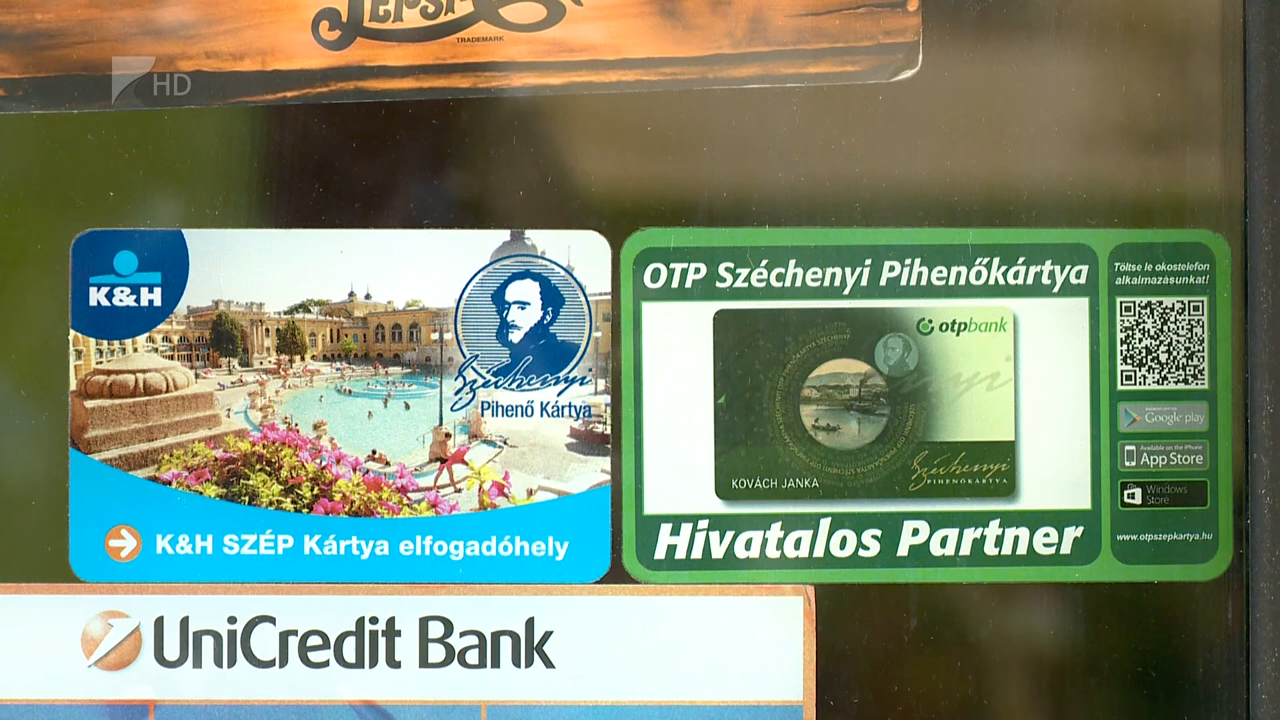 Pepsi
TRADEMARK
HD
K&H
Széchenyi
Pihenő Kártya
K&H SZÉP Kártya elfogadóhely
OTP Széchenyi Pihenőkártya
otpbank
KOVÁCH JANKA
Széchenyi
PIHENŐKÁRTYA
Hivatalos Partner
Töltse le okostelefon
alkalmazásunkat!
Google play
Available on the iPhone
App Store
Windows
Store
www.otpszepkartya.hu
UniCredit Bank